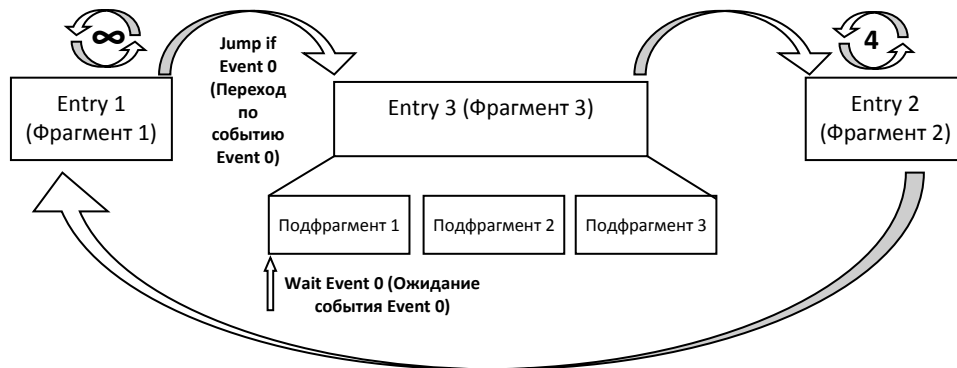 ∞
Jump if
Event 0
(Переход
по
событию
Event 0)
4
Entry 1
(Фрагмент 1)
Entry 3 (Фрагмент 3)
Entry 2
(Фрагмент 2)
Подфрагмент 1
Подфрагмент 2
Подфрагмент 3
Wait Event 0 (Ожидание
события Event 0)